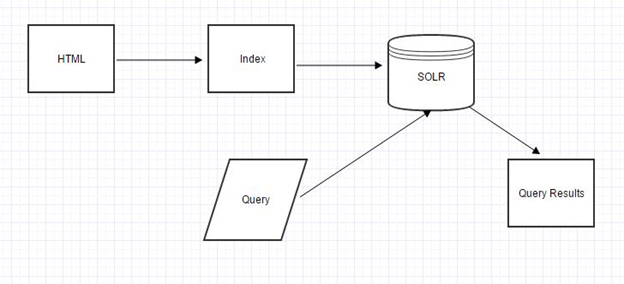 HTML
Index
SOLR
Query
Query Results